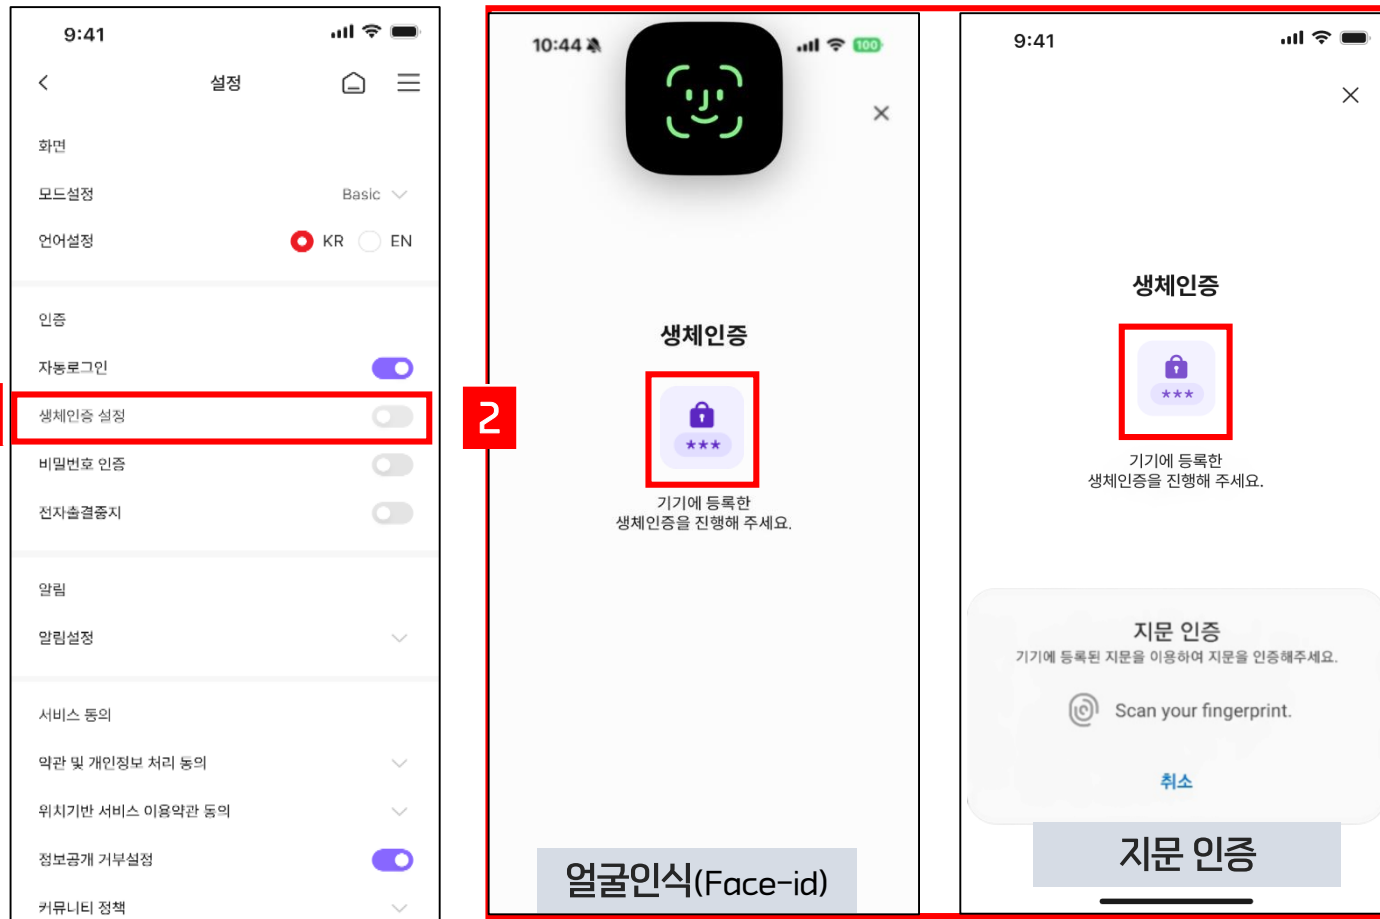 9:41
설정
화면
모드설정 Basic
언어설정 KR EN
인증
자동로그인
생체인증 설정
비밀번호 인증
전자출결중지
알림
알림설정
서비스 동의
약관 및 개인정보 처리 동의
위치기반 서비스 이용약관 동의
정보공개 거부설정
커뮤니티 정책
2
10:44 100
생체인증
***
기기에 등록한
생체인증을 진행해 주세요.
얼굴인식(Face-id)
9:41
생체인증
***
기기에 등록한
생체인증을 진행해 주세요.
지문 인증
기기에 등록된 지문을 이용하여 지문을 인증해주세요.
Scan your fingerprint.
취소
지문 인증